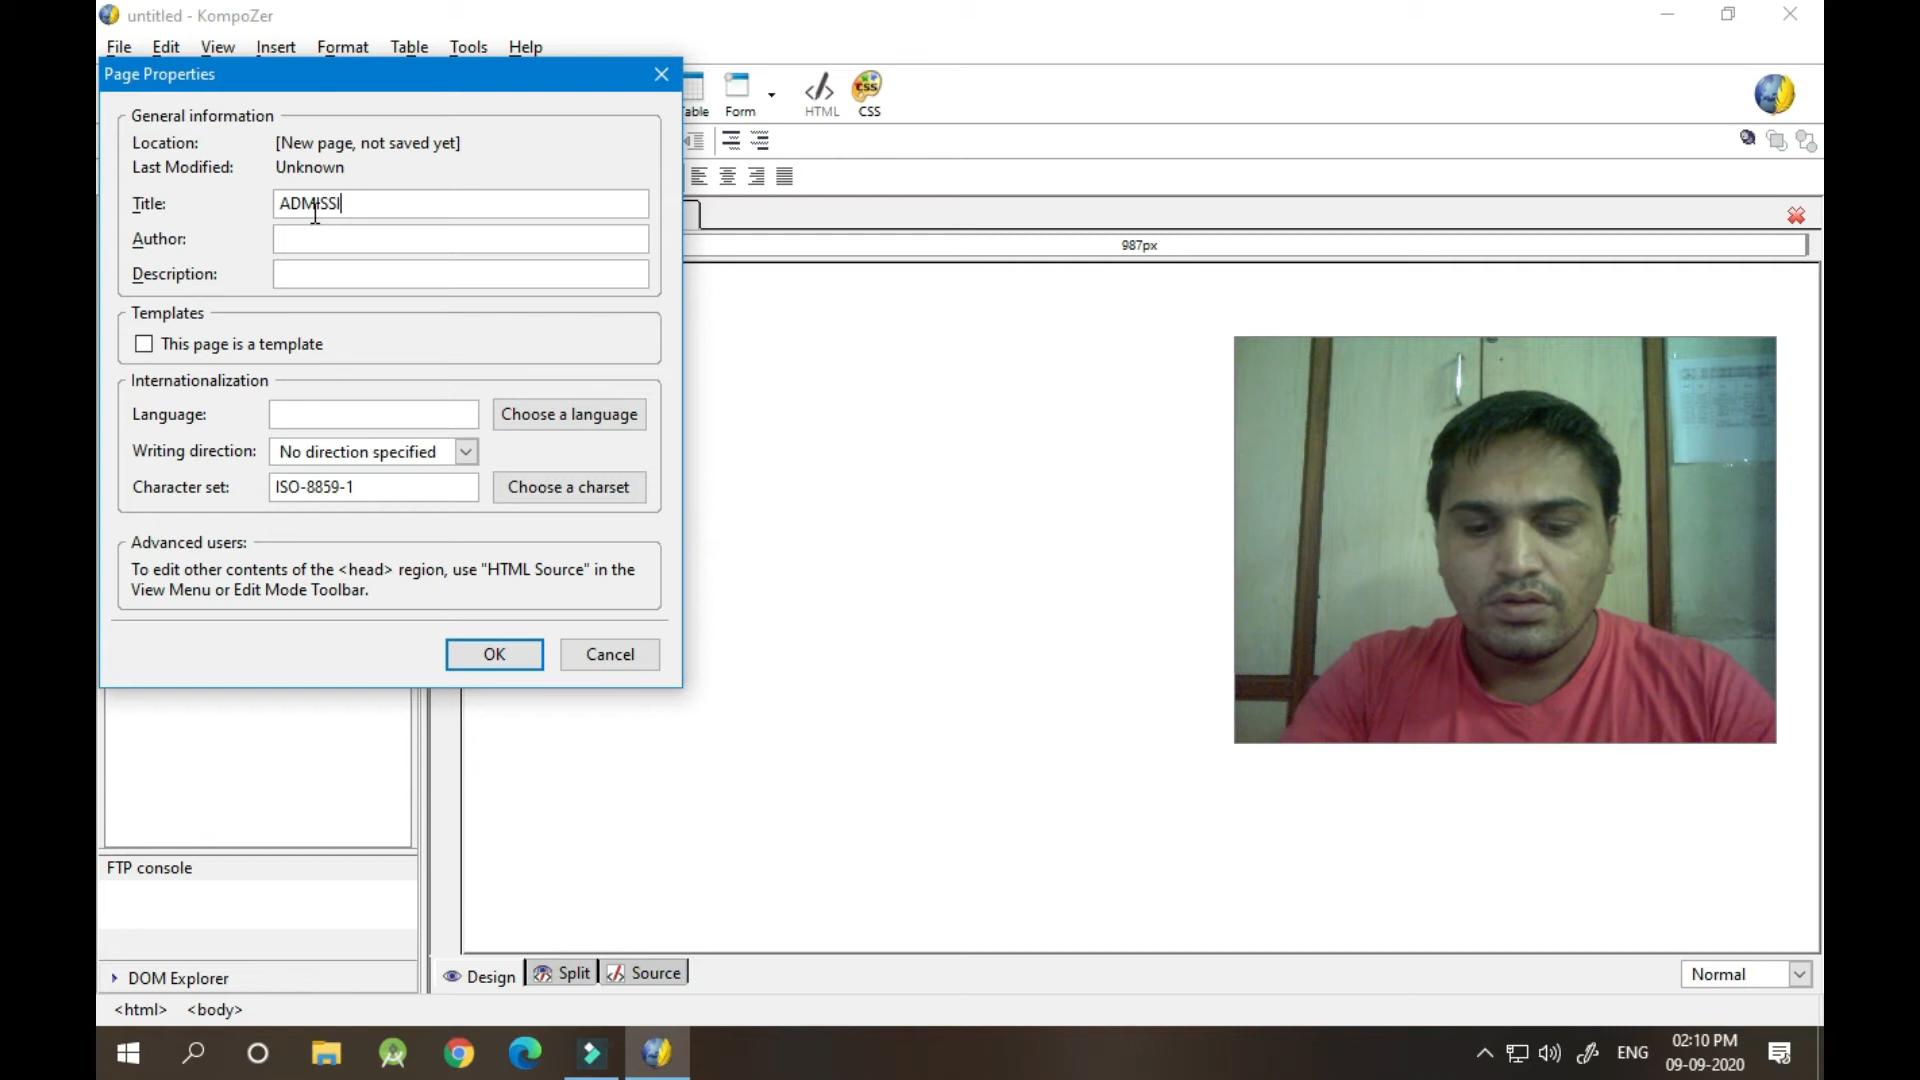 untitled - KompoZer
File Edit View Insert Format Table Tools Help
Page Properties
Form HTML CSS
General information
Location: [New page, not saved yet]
Last Modified: Unknown
Title: ADMISSI
Author:
Description:
987px
Templates
This page is a template
Internationalization
Language: Choose a language
Writing direction: No direction specified
Character set: ISO-8859-1 Choose a charset
Advanced users:
To edit other contents of the <head> region, use "HTML Source" in the
View Menu or Edit Mode Toolbar.
OK Cancel
FTP console
DOM Explorer
Design Split Source Normal
<html> <body>
ENG 02:10 PM
09-09-2020